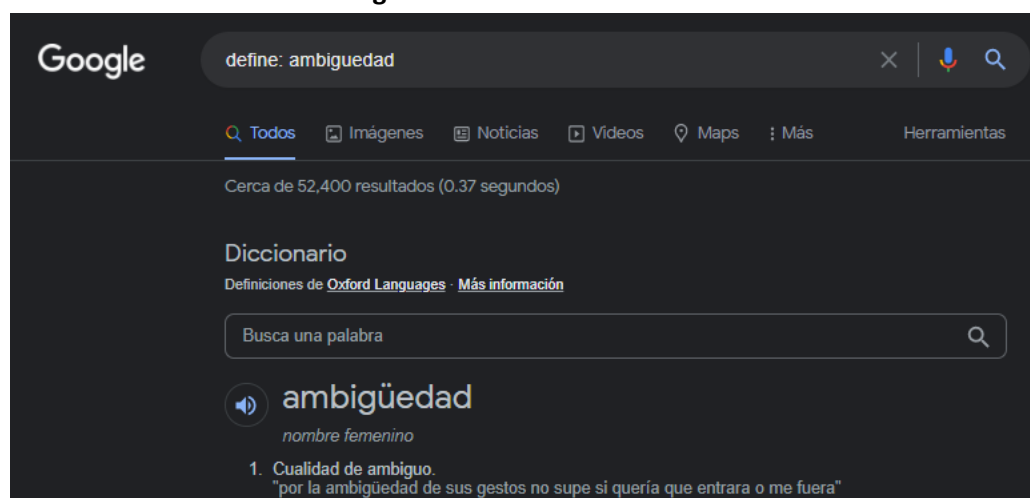 Google
define: ambiguedad
Todos Imágenes Noticias Videos Maps Más Herramientas
Cerca de 52,400 resultados (0.37 segundos)
Diccionario
Definiciones de Oxford Languages · Más información
Busca una palabra
ambigüedad
nombre femenino
1. Cualidad de ambiguo.
"por la ambigüedad de sus gestos no supe si quería que entrara o me fuera"